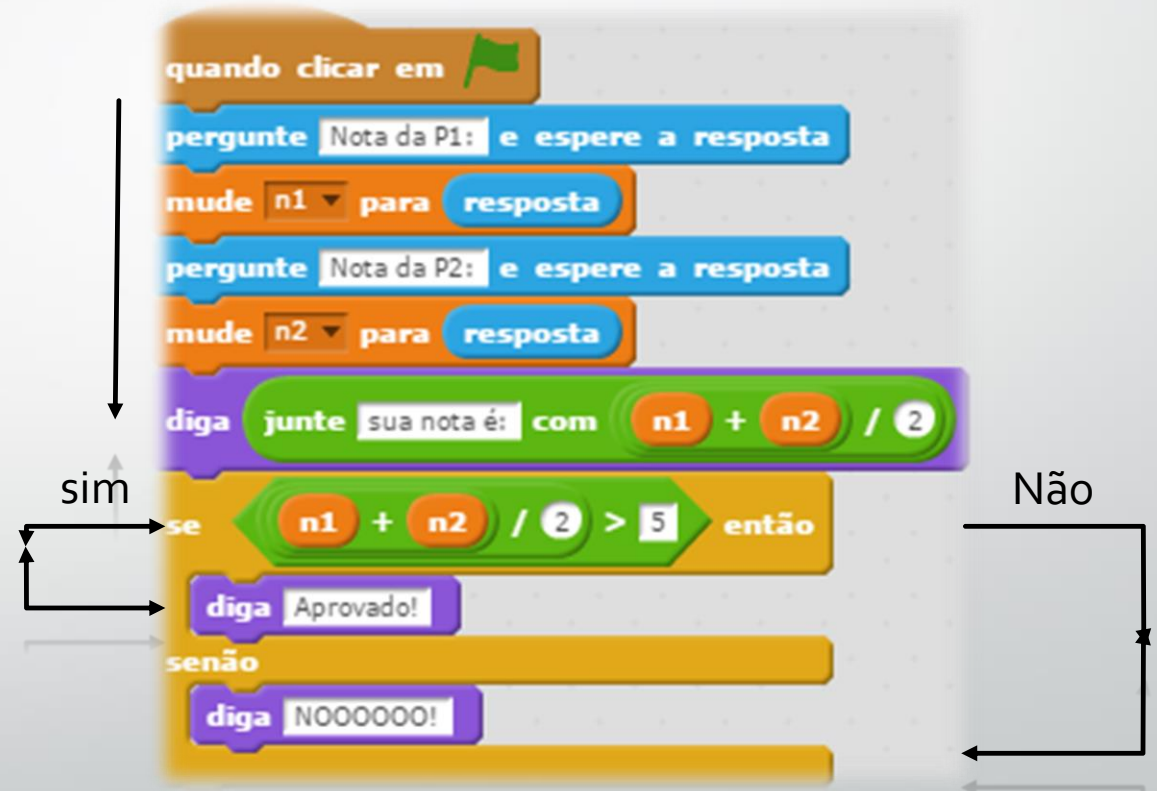 quando clicar em
pergunte Nota da P1: e espere a resposta
mude n1 para resposta
pergunte Nota da P2: e espere a resposta
mude n2 para resposta
diga junte sua nota é: com n1 + n2 / 2
sim
Não
se n1 + n2 / 2 > 5 então
diga Aprovado!
senão
diga NOOOOOO!